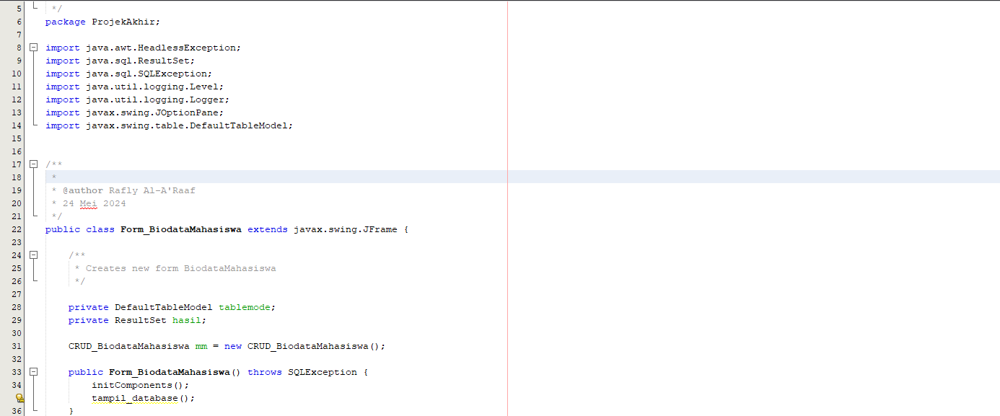 5 */
6 package ProjekAkhir;
7
8 import java.awt.HeadlessException;
9 import java.sql.ResultSet;
10 import java.sql.SQLException;
11 import java.util.logging.Level;
12 import java.util.logging.Logger;
13 import javax.swing.JOptionPane;
14 import javax.swing.table.DefaultTableModel;
15
16
17 /**
18 *
19 * @author Rafly Al-A'Raaf
20 * 24 Mei 2024
21 */
22 public class Form_BiodataMahasiswa extends javax.swing.JFrame {
23
24 /**
25 * Creates new form BiodataMahasiswa
26 */
27
28 private DefaultTableModel tablemode;
29 private ResultSet hasil;
30
31 CRUD_BiodataMahasiswa mm = new CRUD_BiodataMahasiswa();
32
33 public Form_BiodataMahasiswa() throws SQLException {
34 initComponents();
tampil_database();
36 }